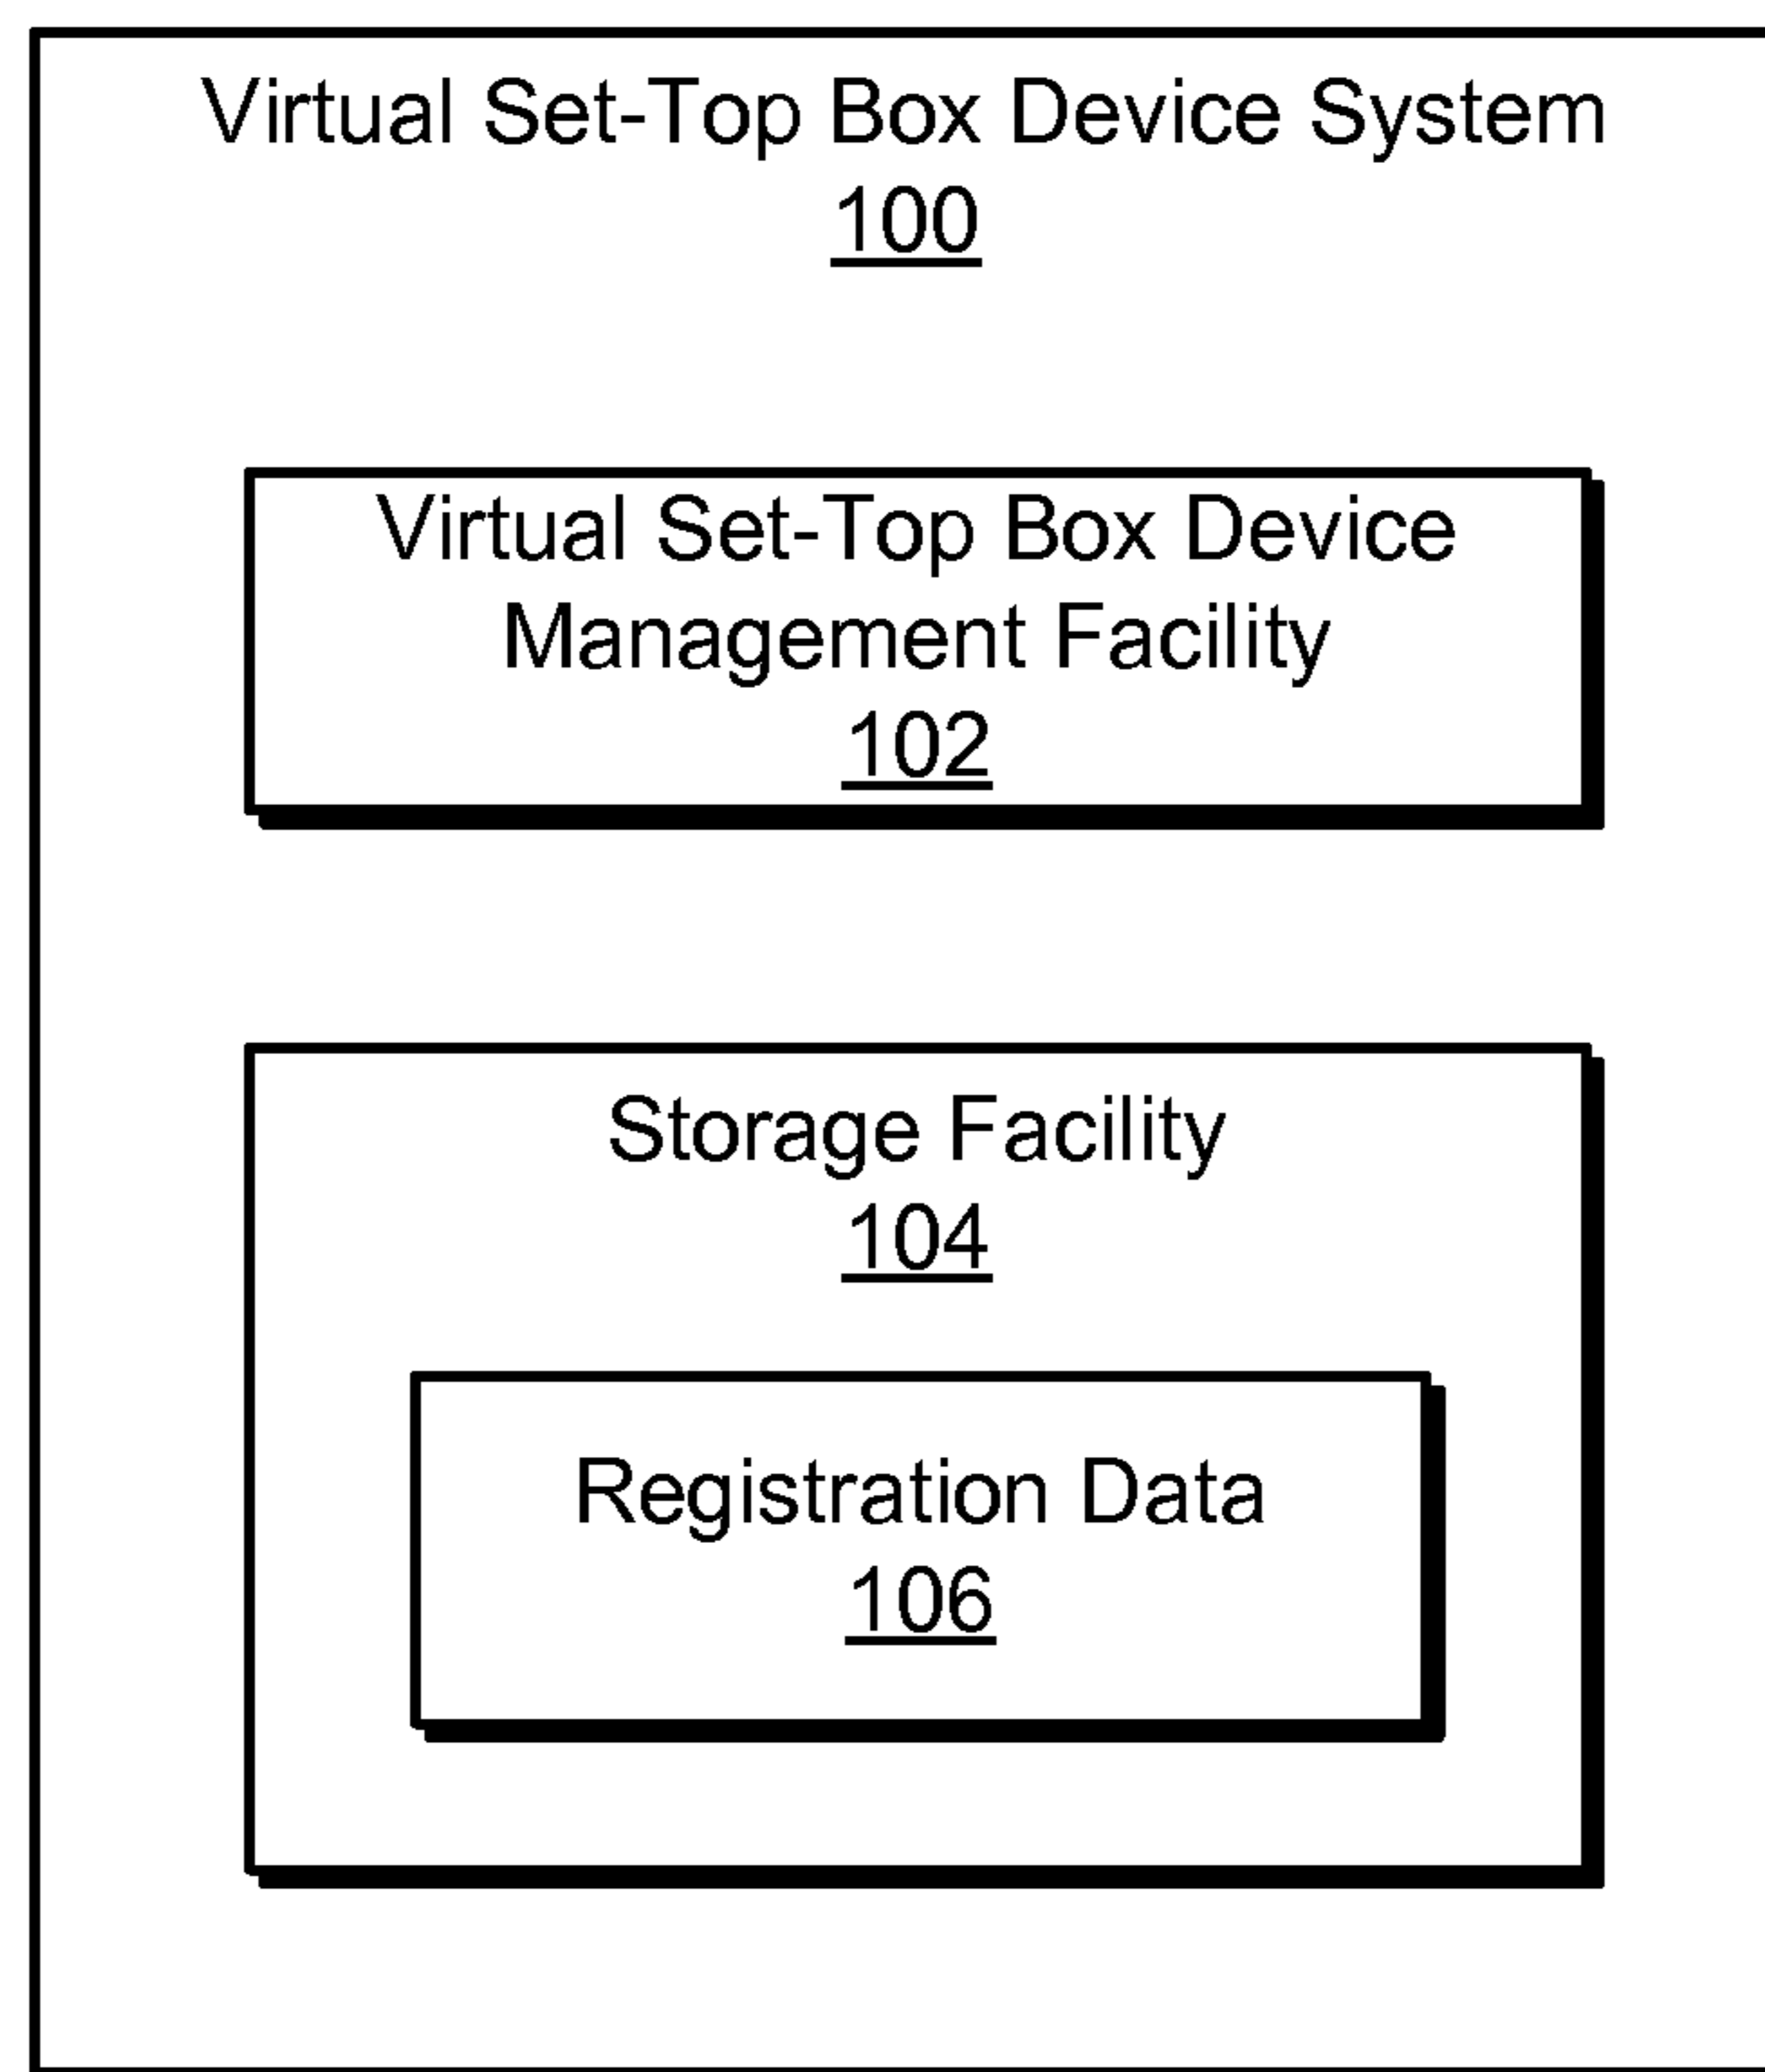 Virtual Set-Top Box Device System
100
Virtual Set-Top Box Device
Management Facility
102
Storage Facility
104
Registration Data
106